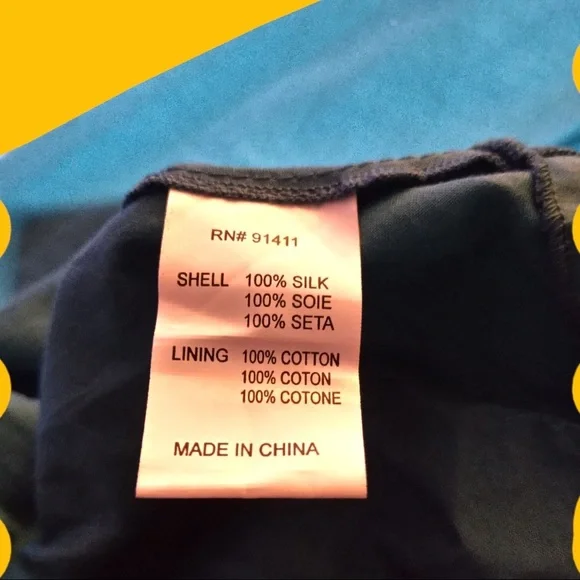 RN# 91411
SHELL 100% SILK
100% SOIE
100% SETA
LINING 100% COTTON
100% COTON
100% COTONE
MADE IN CHINA